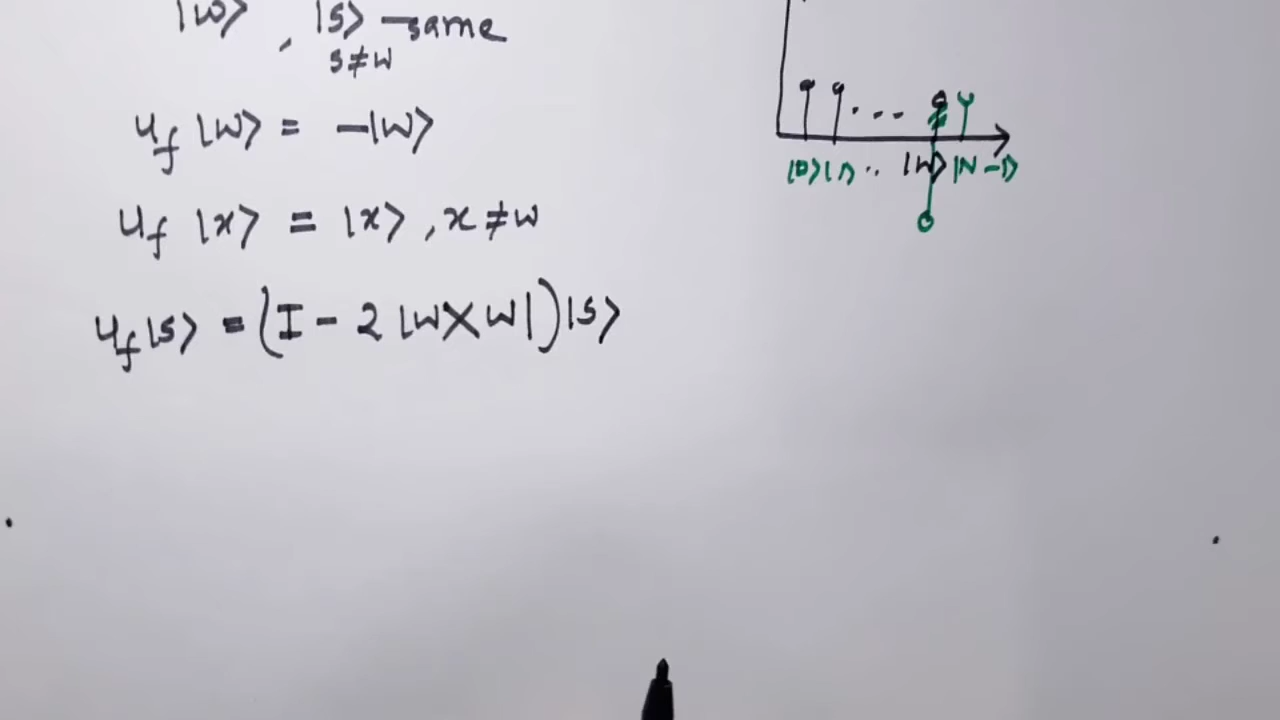 |w⟩ , |s⟩ – same
s≠w
U_f |w⟩ = -|w⟩
U_f |x⟩ = |x⟩ , x≠w
U_f |s⟩ = (I - 2 |w⟩⟨w|) |s⟩
|0⟩ |1⟩ .. |w⟩ |N-1⟩